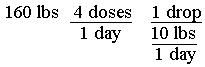 160 lbs 4 doses 1 drop
1 day 10 lbs
1 day